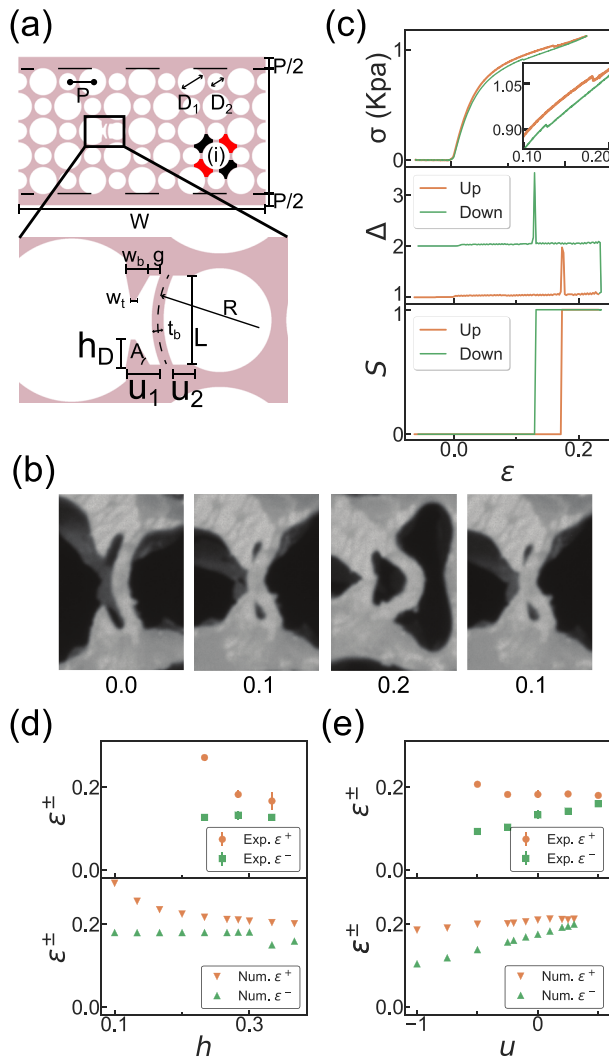 (a)
P/2
P
D1 D2
(i)
P/2
W
wb g
wt
R
tb
L
hD
A
u1 u2
(b)
0.0 0.1 0.2 0.1
(c)
σ (Kpa)
1
0
1.05
0.90
0.10 0.20
Δ
3
2
1
Up
Down
S
1
0
Up
Down
0.0 0.2
ε
(d)
ε±
0.2
0.0
Exp. ε+
Exp. ε−
ε±
0.2
0.0
Num. ε+
Num. ε−
0.1 0.3
h
(e)
ε±
0.2
0.0
Exp. ε+
Exp. ε−
ε±
0.2
0.0
Num. ε+
Num. ε−
−1 0
u